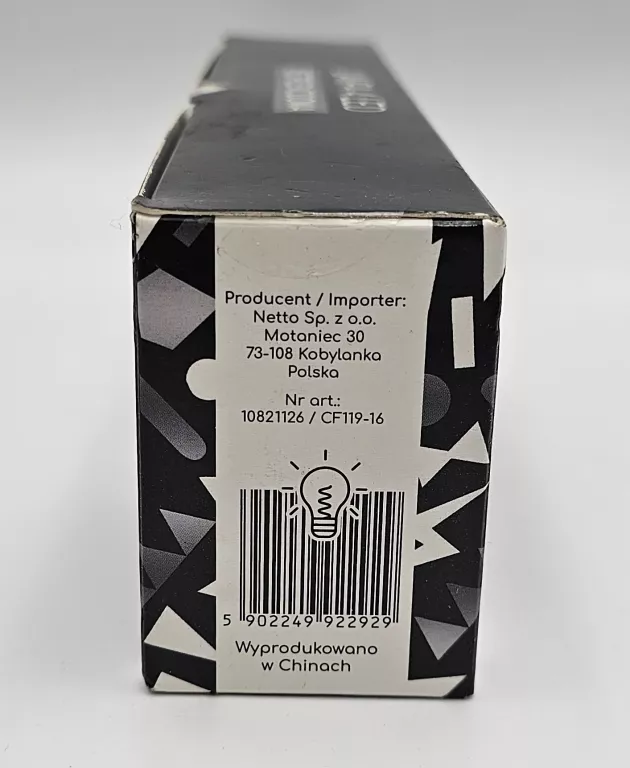 Producent / Importer:
Netto Sp. z o.o.
Motaniec 30
73-108 Kobylanka
Polska
Nr art.:
10821126 / CF119-16
5 902249 922929
Wyprodukowano
w Chinach